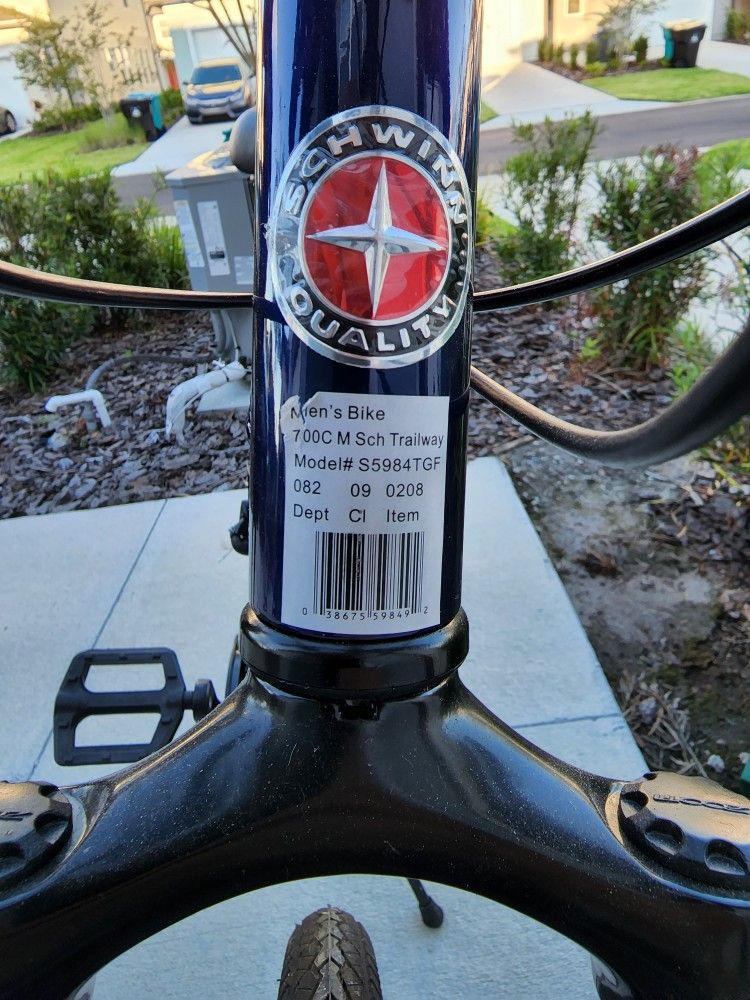 SCHWINN
QUALITY
Men's Bike
700C M Sch Trailway
Model# S5984TGF
082 09 0208
Dept Cl Item
0 38675 59849 2
ZOOM